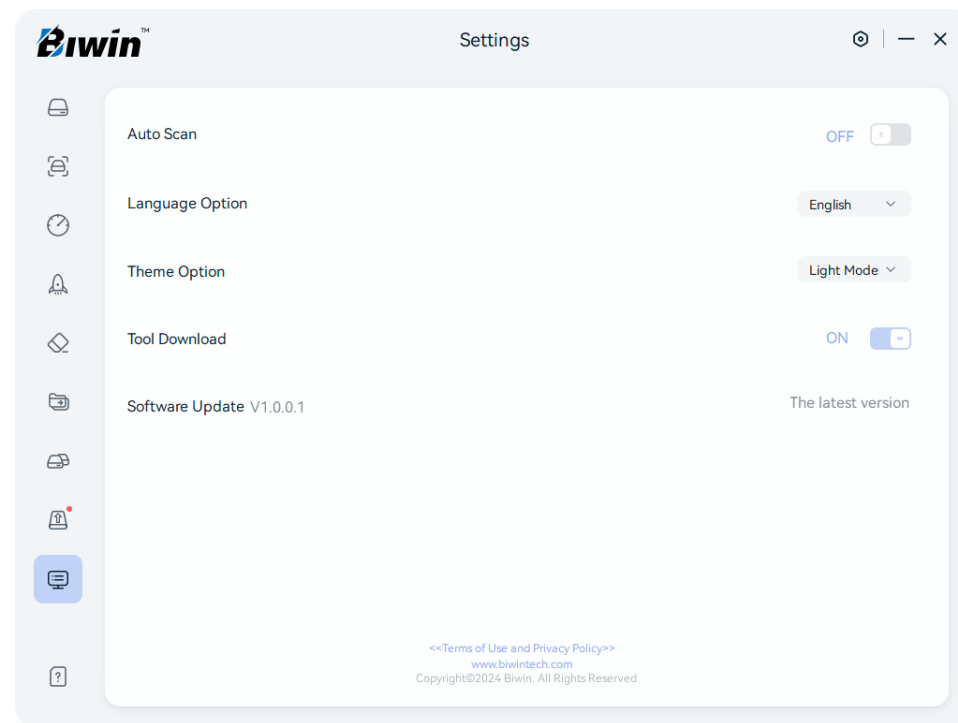 Biwin™
Settings
Auto Scan
OFF
Language Option
English
Theme Option
Light Mode
Tool Download
ON
Software Update V1.0.0.1
The latest version
<<Terms of Use and Privacy Policy>>
www.biwintech.com
Copyright©2024 Biwin. All Rights Reserved
?